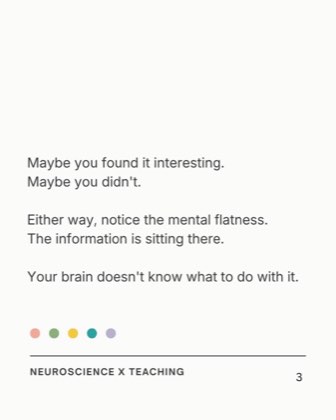 Maybe you found it interesting.
Maybe you didn't.
Either way, notice the mental flatness.
The information is sitting there.
Your brain doesn't know what to do with it.
NEUROSCIENCE X TEACHING
3